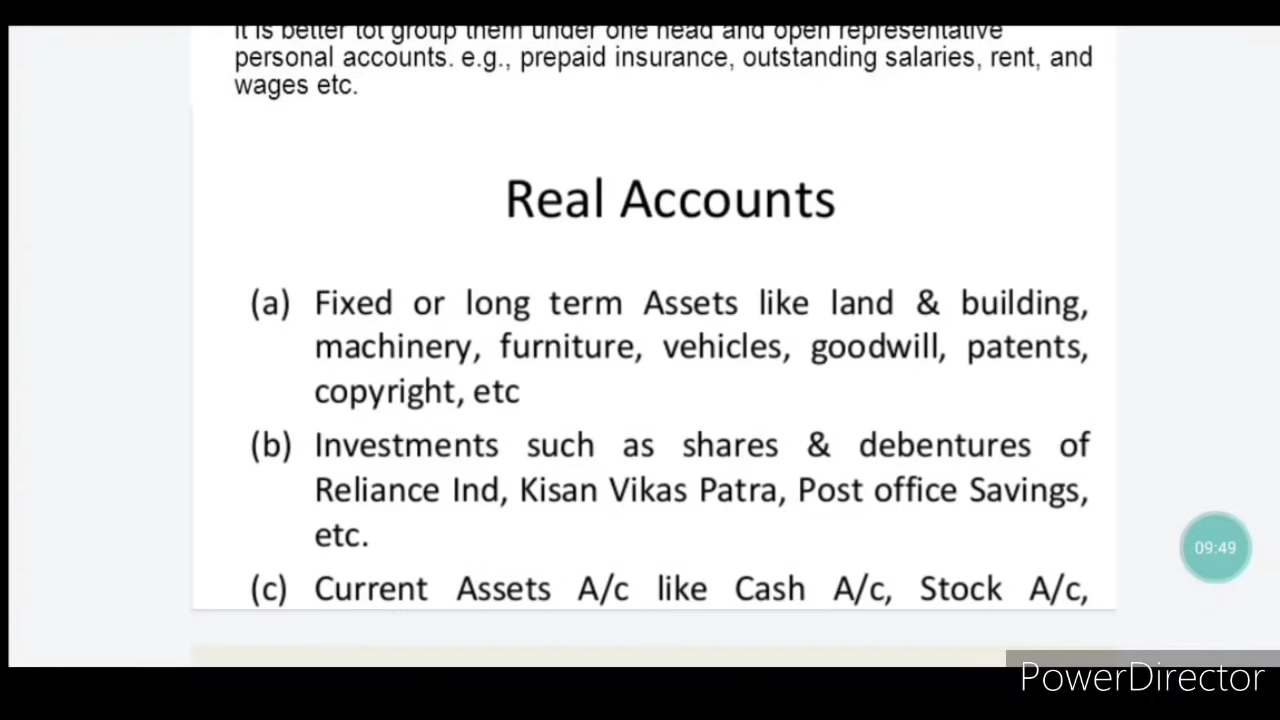 it is better tot group them under one head and open representative
personal accounts. e.g., prepaid insurance, outstanding salaries, rent, and
wages etc.
Real Accounts
(a) Fixed or long term Assets like land & building,
machinery, furniture, vehicles, goodwill, patents,
copyright, etc
(b) Investments such as shares & debentures of
Reliance Ind, Kisan Vikas Patra, Post office Savings,
etc.
(c) Current Assets A/c like Cash A/c, Stock A/c,
09:49
PowerDirector